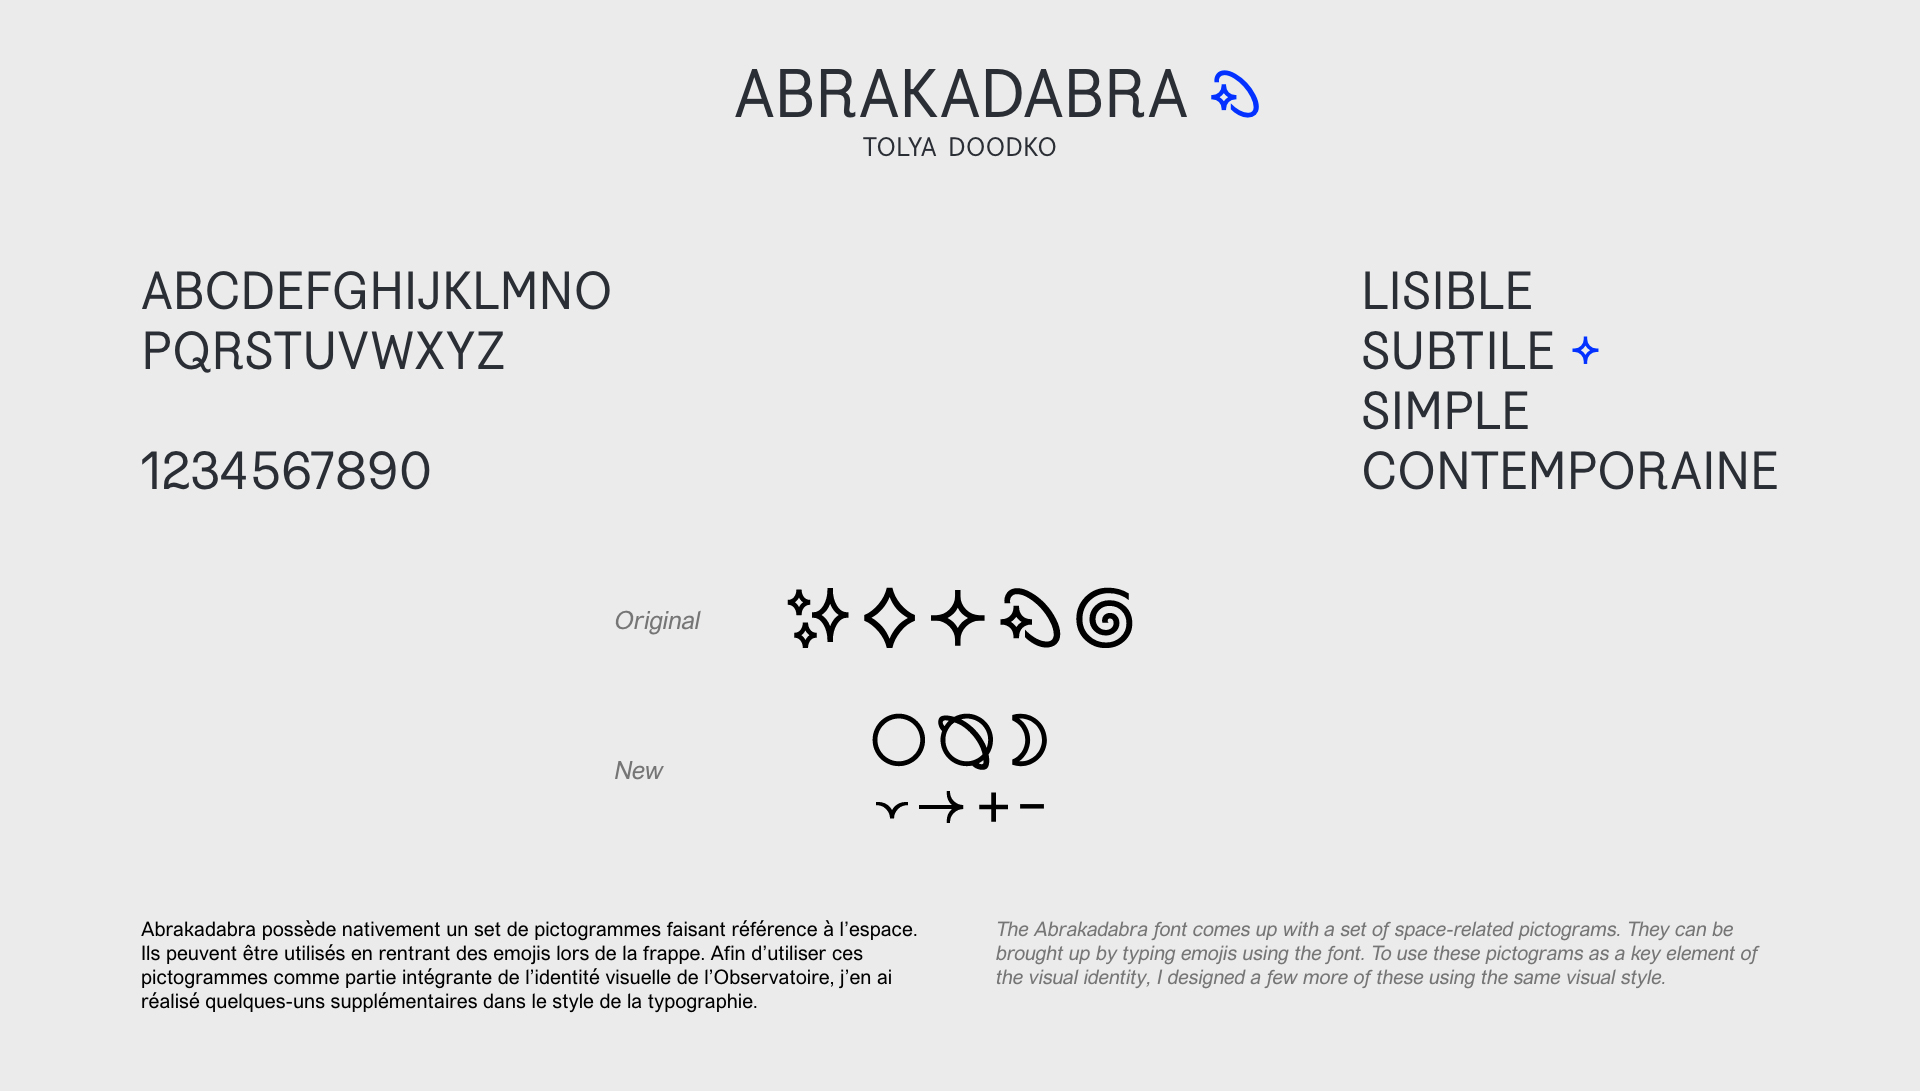 ABRAKADABRA
TOLYA DOODKO
ABCDEFGHIJKLMNO
PQRSTUVWXYZ
1234567890
LISIBLE
SUBTILE
SIMPLE
CONTEMPORAINE
Original
New
Abrakadabra possède nativement un set de pictogrammes faisant référence à l’espace.
Ils peuvent être utilisés en rentrant des emojis lors de la frappe. Afin d’utiliser ces
pictogrammes comme partie intégrante de l’identité visuelle de l’Observatoire, j’en ai
réalisé quelques-uns supplémentaires dans le style de la typographie.
The Abrakadabra font comes up with a set of space-related pictograms. They can be
brought up by typing emojis using the font. To use these pictograms as a key element of
the visual identity, I designed a few more of these using the same visual style.